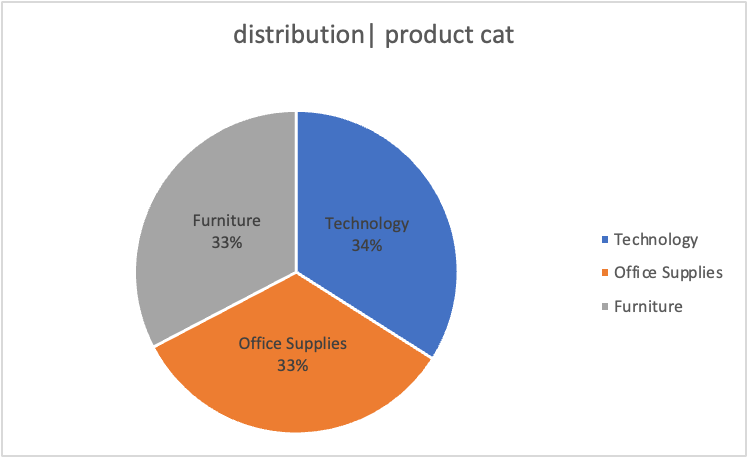 distribution| product cat
Furniture
33%
Technology
34%
Office Supplies
33%
Technology
Office Supplies
Furniture